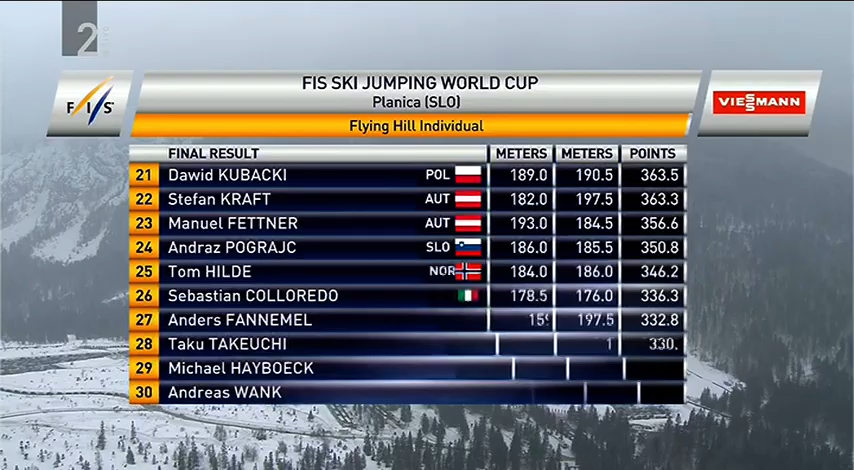 2
FIS SKI JUMPING WORLD CUP
Planica (SLO)
FIS
VIESSMANN
Flying Hill Individual
FINAL RESULT METERS METERS POINTS
21 Dawid KUBACKI POL 189.0 190.5 363.5
22 Stefan KRAFT AUT 182.0 197.5 363.3
23 Manuel FETTNER AUT 193.0 184.5 356.6
24 Andraz POGRAJC SLO 186.0 185.5 350.8
25 Tom HILDE NOR 184.0 186.0 346.2
26 Sebastian COLLOREDO 178.5 176.0 336.3
27 Anders FANNEMEL 197.5 332.8
28 Taku TAKEUCHI 330.
29 Michael HAYBOECK
30 Andreas WANK